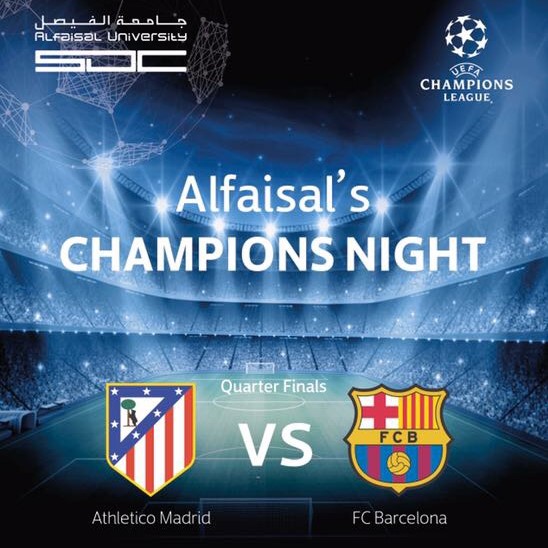 جامعة الفيصل
Alfaisal University
SDC
UEFA
CHAMPIONS
LEAGUE
Alfaisal's
CHAMPIONS NIGHT
Quarter Finals
VS
FCB
Athletico Madrid
FC Barcelona